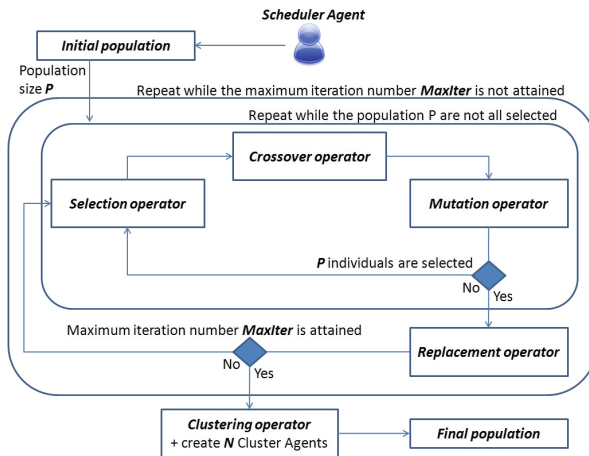 Scheduler Agent
Initial population
Population
size P
Repeat while the maximum iteration number MaxIter is not attained
Repeat while the population P are not all selected
Crossover operator
Selection operator
Mutation operator
P individuals are selected
No
Yes
Maximum iteration number MaxIter is attained
Replacement operator
No
Yes
Clustering operator
+ create N Cluster Agents
Final population